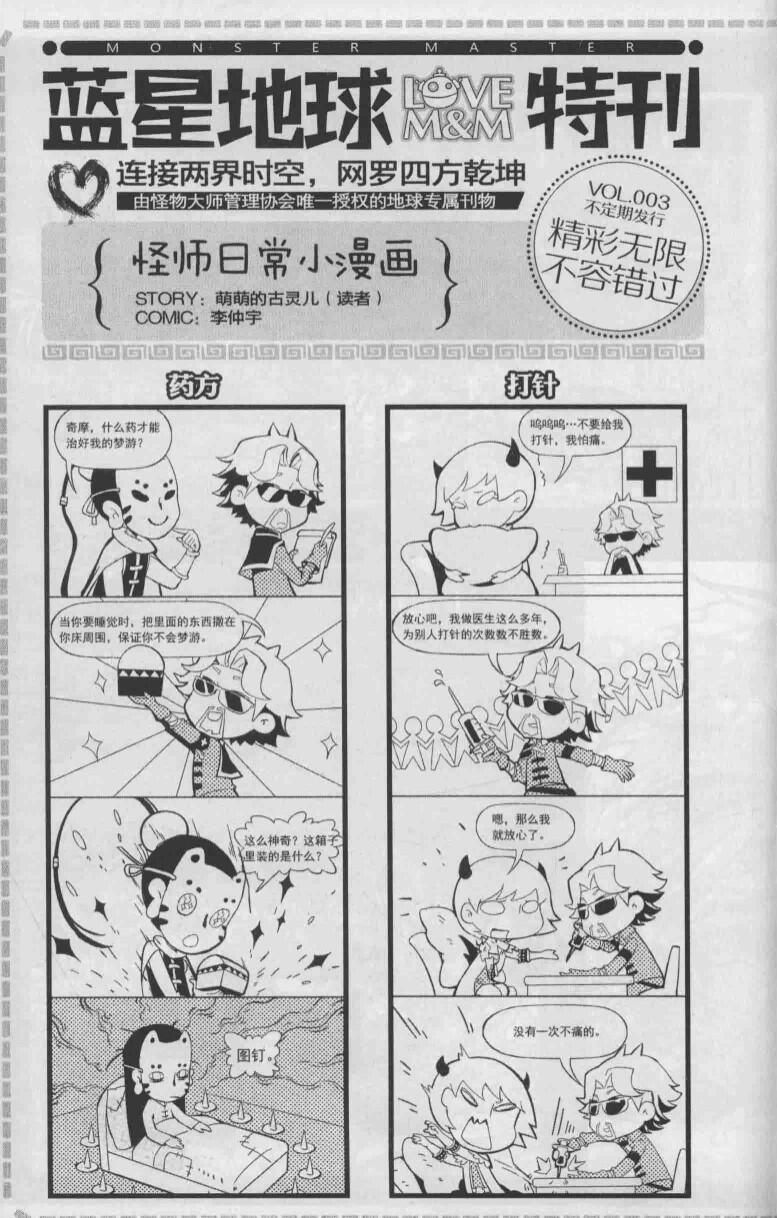 MONSTER MASTER
蓝星地球 LOVE M&M 特刊
连接两界时空，网罗四方乾坤
由怪物大师管理协会唯一授权的地球专属刊物
VOL.003
不定期发行
精彩无限
不容错过
怪师日常小漫画
STORY：萌萌的古灵儿（读者）
COMIC：李仲宇
药方
奇摩，什么药才能
治好我的梦游？
当你要睡觉时，把里面的东西撒在
你床周围，保证你不会梦游。
这么神奇？这箱子
里装的是什么？
图钉。
打针
呜呜呜…不要给我
打针，我怕痛。
放心吧，我做医生这么多年，
为别人打针的次数数不胜数。
嗯，那么我
就放心了。
没有一次不痛的。